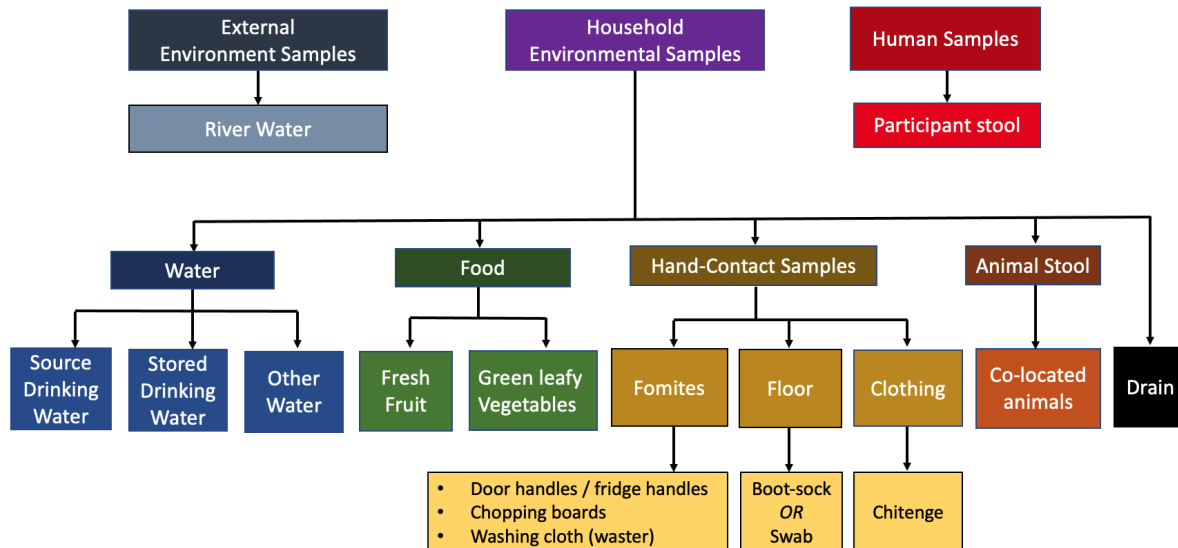 External
Environment Samples
Household
Environmental Samples
Human Samples
River Water
Participant stool
Water
Food
Hand-Contact Samples
Animal Stool
Source
Drinking
Water
Stored
Drinking
Water
Other
Water
Fresh
Fruit
Green leafy
Vegetables
Fomites
Floor
Clothing
Co-located
animals
Drain
• Door handles / fridge handles
• Chopping boards
• Washing cloth (waster)
Boot-sock
OR
Swab
Chitenge